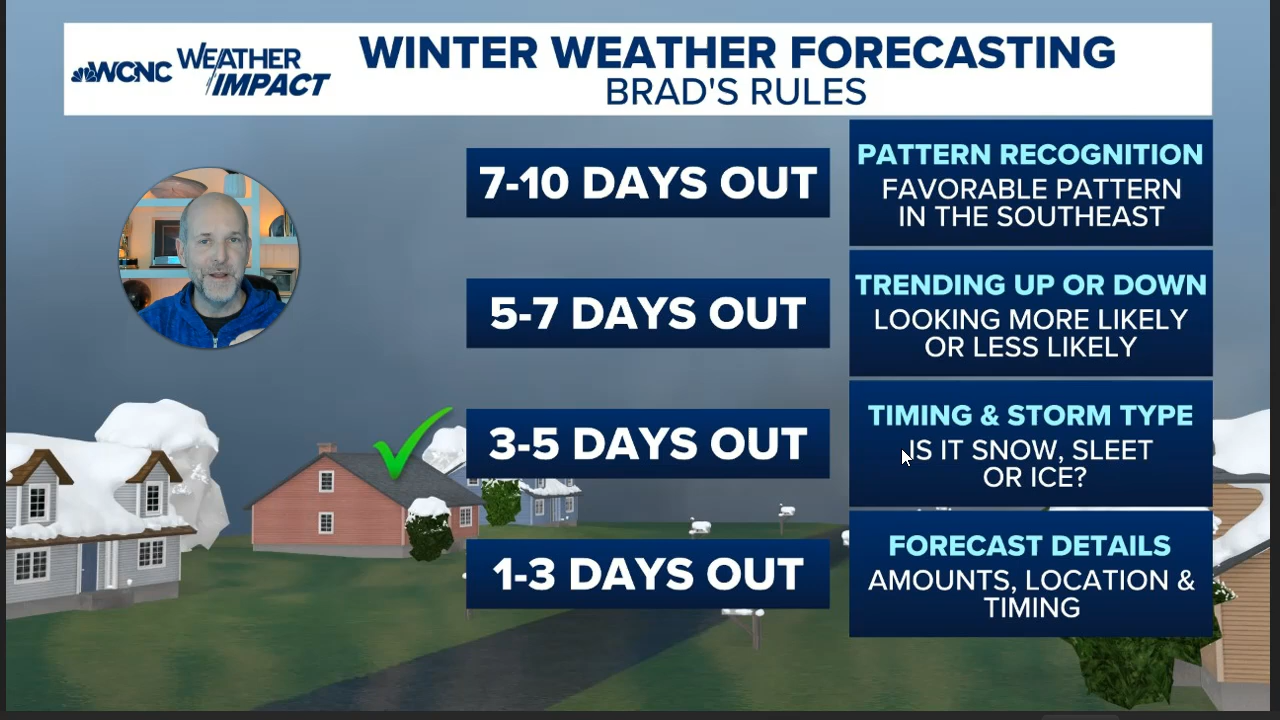 WCNC WEATHER IMPACT
WINTER WEATHER FORECASTING
BRAD'S RULES
7-10 DAYS OUT
PATTERN RECOGNITION
FAVORABLE PATTERN
IN THE SOUTHEAST
5-7 DAYS OUT
TRENDING UP OR DOWN
LOOKING MORE LIKELY
OR LESS LIKELY
3-5 DAYS OUT
TIMING & STORM TYPE
IS IT SNOW, SLEET
OR ICE?
1-3 DAYS OUT
FORECAST DETAILS
AMOUNTS, LOCATION &
TIMING